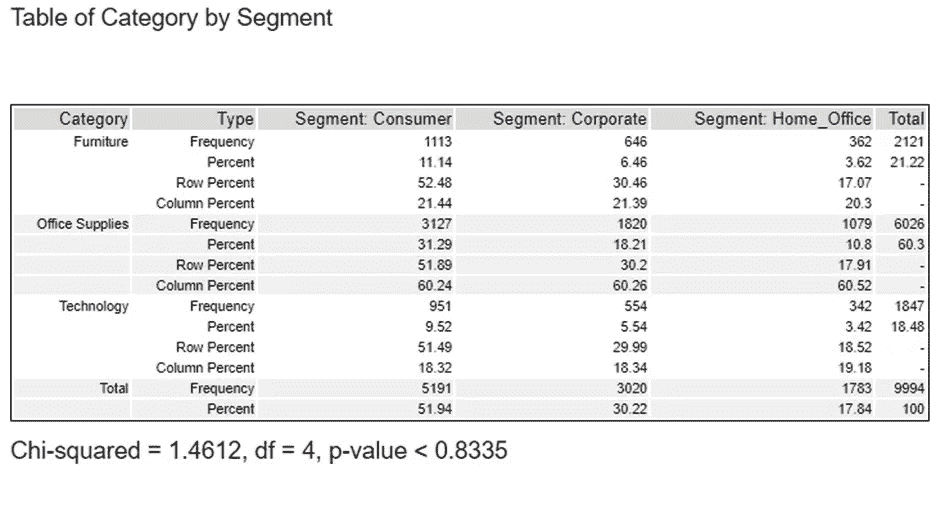 Table of Category by Segment
Category Type Segment: Consumer Segment: Corporate Segment: Home_Office Total
Furniture Frequency 1113 646 362 2121
Percent 11.14 6.46 3.62 21.22
Row Percent 52.48 30.46 17.07 -
Column Percent 21.44 21.39 20.3 -
Office Supplies Frequency 3127 1820 1079 6026
Percent 31.29 18.21 10.8 60.3
Row Percent 51.89 30.2 17.91 -
Column Percent 60.24 60.26 60.52 -
Technology Frequency 951 554 342 1847
Percent 9.52 5.54 3.42 18.48
Row Percent 51.49 29.99 18.52 -
Column Percent 18.32 18.34 19.18 -
Total Frequency 5191 3020 1783 9994
Percent 51.94 30.22 17.84 100
Chi-squared = 1.4612, df = 4, p-value < 0.8335